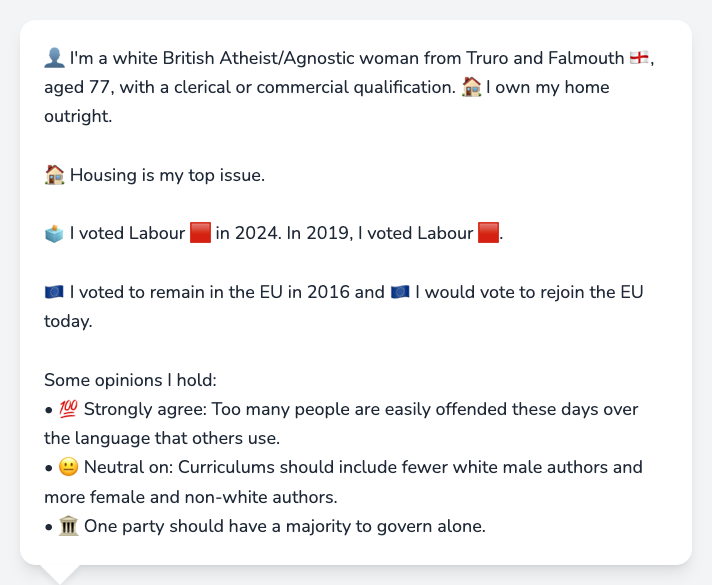 👤 I'm a white British Atheist/Agnostic woman from Truro and Falmouth 🏴󠁧󠁢󠁥󠁮󠁧󠁿,
aged 77, with a clerical or commercial qualification. 🏠 I own my home
outright.
🏠 Housing is my top issue.
🗳️ I voted Labour 🟥 in 2024. In 2019, I voted Labour 🟥.
🇪🇺 I voted to remain in the EU in 2016 and 🇪🇺 I would vote to rejoin the EU
today.
Some opinions I hold:
• 💯 Strongly agree: Too many people are easily offended these days over
the language that others use.
• 😐 Neutral on: Curriculums should include fewer white male authors and
more female and non-white authors.
• 🏛️ One party should have a majority to govern alone.